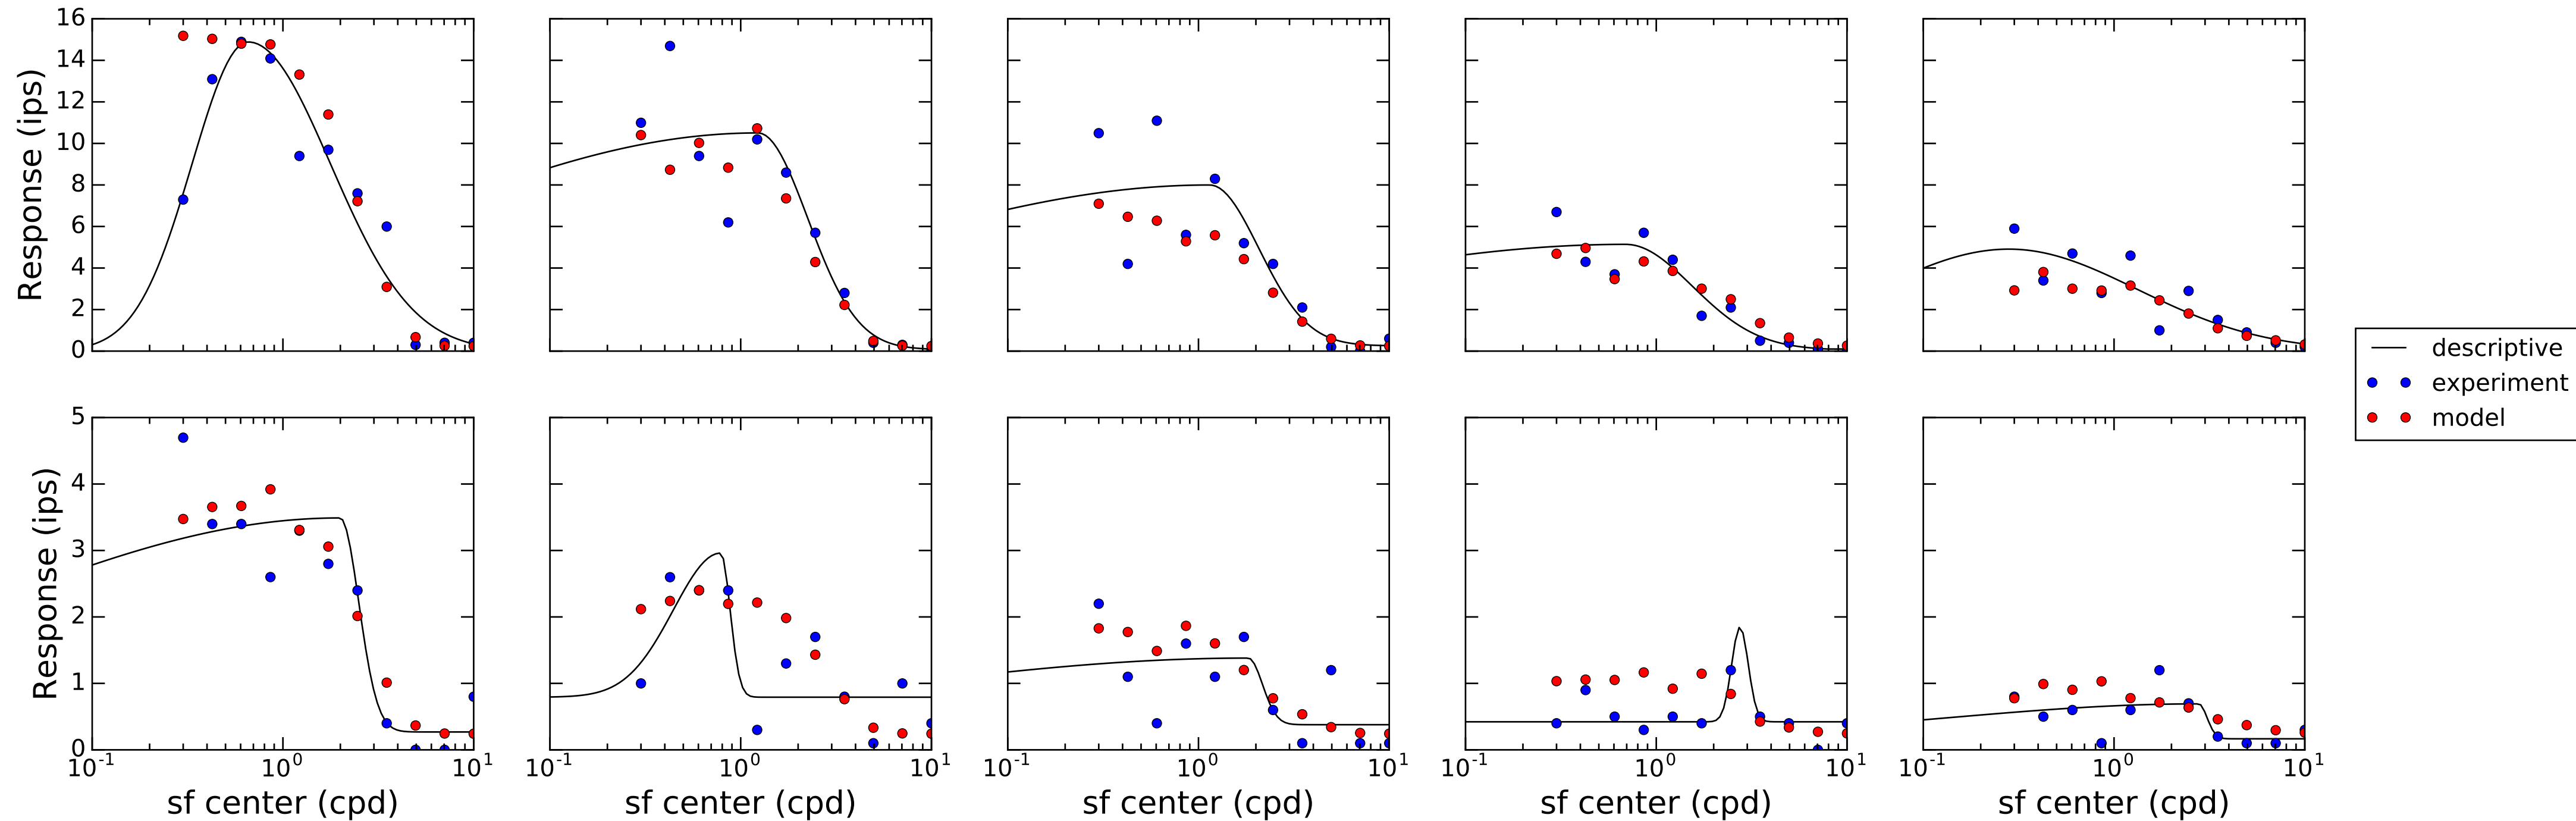 16
14
12
10
8
6
4
2
0
Response (ips)
descriptive
experiment
model
5
4
3
2
1
0
Response (ips)
10⁻¹ 10⁰ 10¹ 10⁻¹ 10⁰ 10¹ 10⁻¹ 10⁰ 10¹ 10⁻¹ 10⁰ 10¹ 10⁻¹ 10⁰ 10¹
sf center (cpd) sf center (cpd) sf center (cpd) sf center (cpd) sf center (cpd)